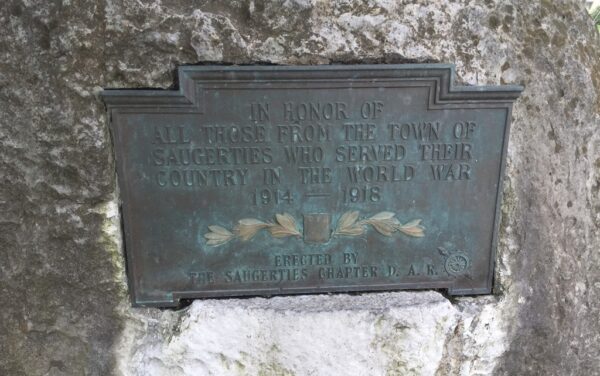 IN HONOR OF
ALL THOSE FROM THE TOWN OF
SAUGERTIES WHO SERVED THEIR
COUNTRY IN THE WORLD WAR
1914 — 1918
ERECTED BY
THE SAUGERTIES CHAPTER D. A. R.